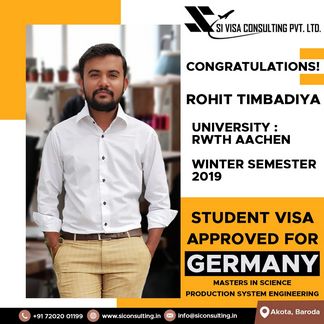 SI VISA CONSULTING PVT. LTD.
CONGRATULATIONS!
ROHIT TIMBADIYA
UNIVERSITY :
RWTH AACHEN
WINTER SEMESTER
2019
STUDENT VISA
APPROVED FOR
GERMANY
MASTERS IN SCIENCE
PRODUCTION SYSTEM ENGINEERING
+91 72020 01199
www.siconsulting.in
info@siconsulting.in
Akota, Baroda